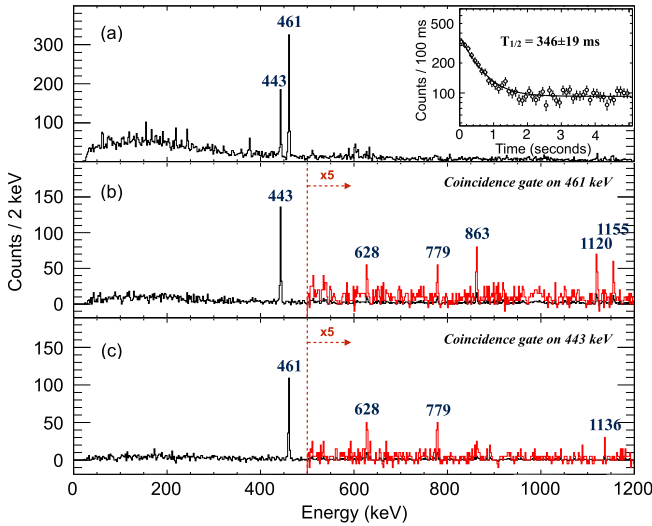 (a)
461
443
300
200
100
T1/2 = 346±19 ms
Counts / 100 ms
500
100
0 1 2 3 4
Time (seconds)
(b)
443
x5
Coincidence gate on 461 keV
628
779
863
1120
1155
150
100
50
0
Counts / 2 keV
(c)
461
x5
Coincidence gate on 443 keV
628
779
1136
150
100
50
0
0 200 400 600 800 1000 1200
Energy (keV)